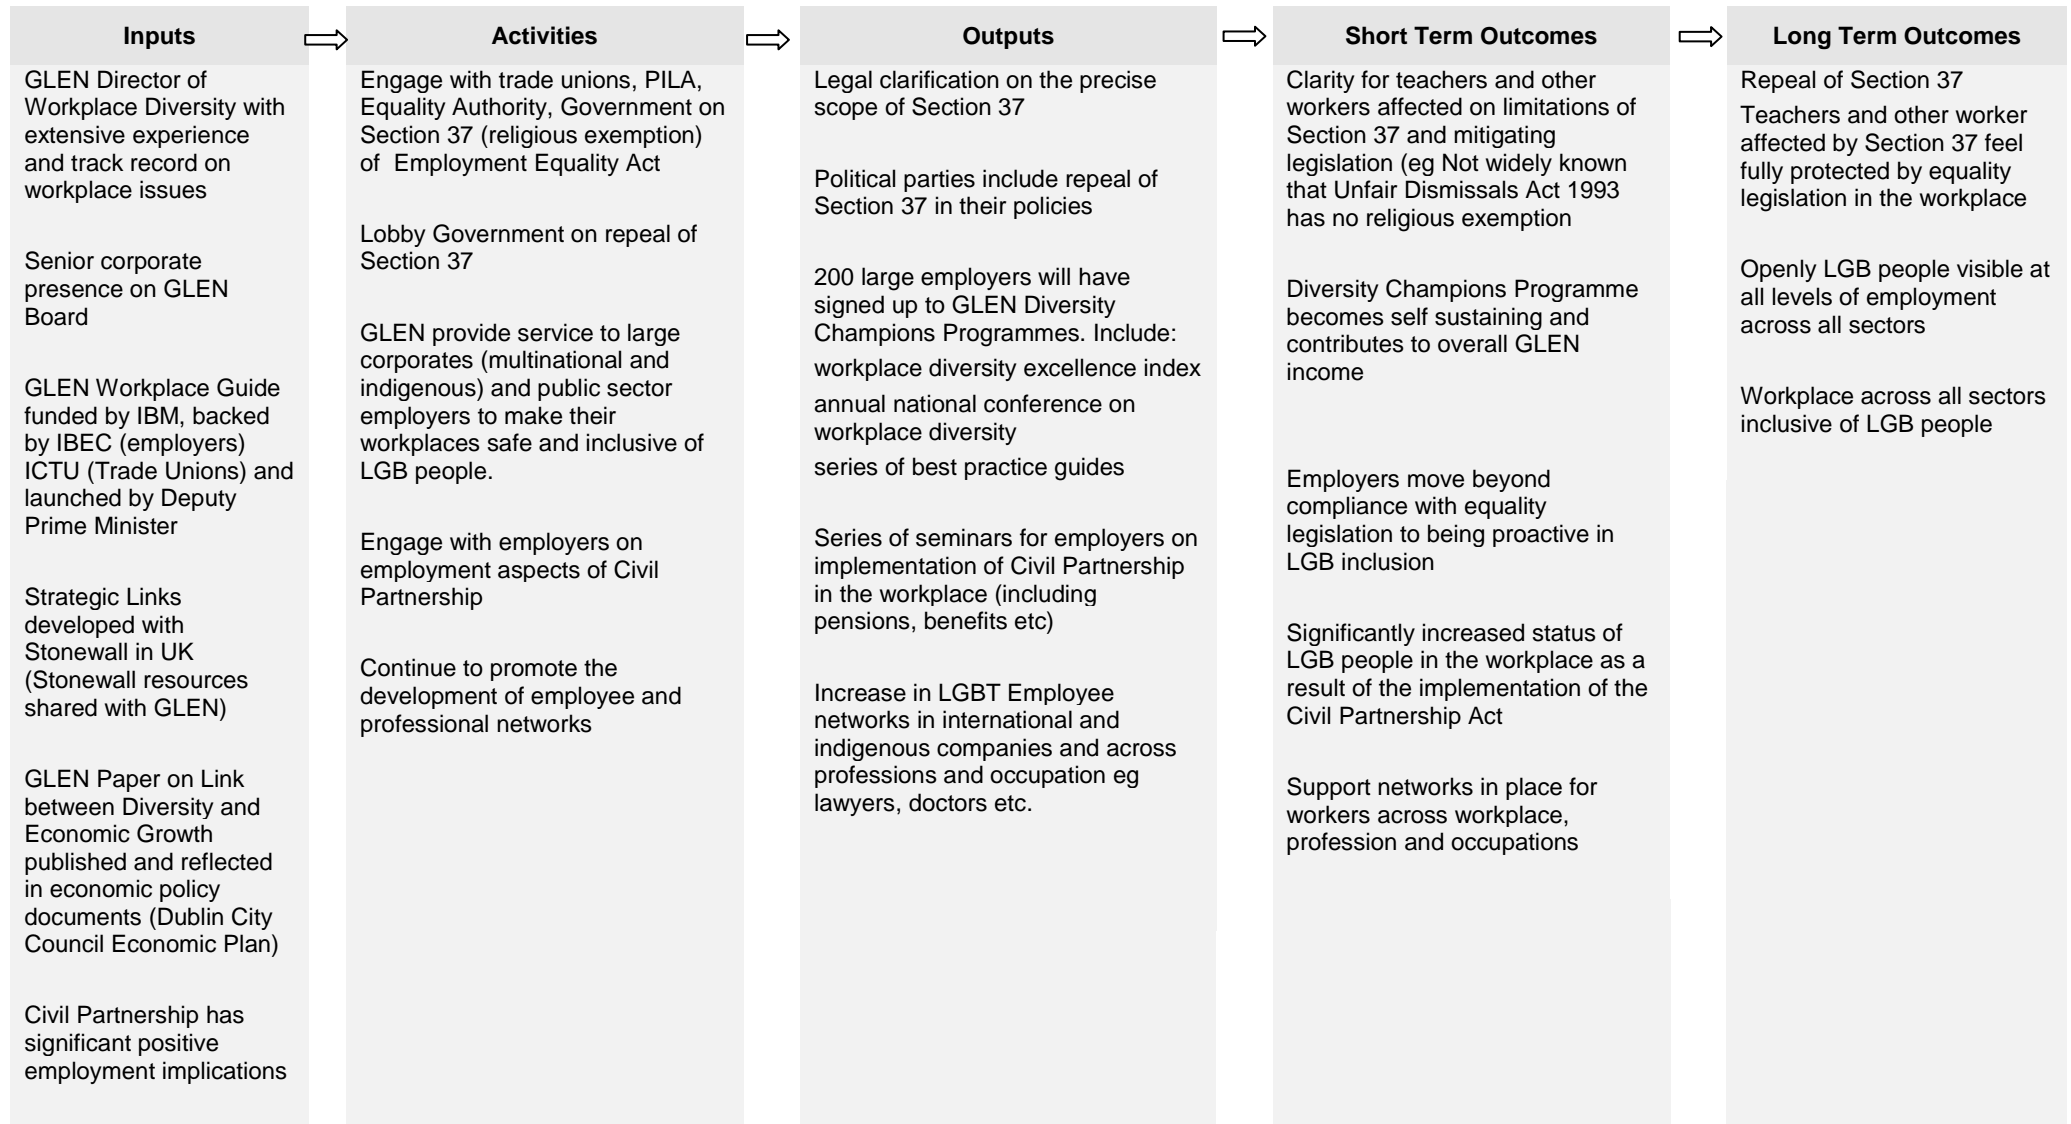 Inputs
GLEN Director of
Workplace Diversity with
extensive experience
and track record on
workplace issues
Senior corporate
presence on GLEN
Board
GLEN Workplace Guide
funded by IBM, backed
by IBEC (employers)
ICTU (Trade Unions) and
launched by Deputy
Prime Minister
Strategic Links
developed with
Stonewall in UK
(Stonewall resources
shared with GLEN)
GLEN Paper on Link
between Diversity and
Economic Growth
published and reflected
in economic policy
documents (Dublin City
Council Economic Plan)
Civil Partnership has
significant positive
employment implications
Activities
Engage with trade unions, PILA,
Equality Authority, Government on
Section 37 (religious exemption)
of Employment Equality Act
Lobby Government on repeal of
Section 37
GLEN provide service to large
corporates (multinational and
indigenous) and public sector
employers to make their
workplaces safe and inclusive of
LGB people.
Engage with employers on
employment aspects of Civil
Partnership
Continue to promote the
development of employee and
professional networks
Outputs
Legal clarification on the precise
scope of Section 37
Political parties include repeal of
Section 37 in their policies
200 large employers will have
signed up to GLEN Diversity
Champions Programmes. Include:
workplace diversity excellence index
annual national conference on
workplace diversity
series of best practice guides
Series of seminars for employers on
implementation of Civil Partnership
in the workplace (including
pensions, benefits etc)
Increase in LGBT Employee
networks in international and
indigenous companies and across
professions and occupation eg
lawyers, doctors etc.
Short Term Outcomes
Clarity for teachers and other
workers affected on limitations of
Section 37 and mitigating
legislation (eg Not widely known
that Unfair Dismissals Act 1993
has no religious exemption
Diversity Champions Programme
becomes self sustaining and
contributes to overall GLEN
income
Employers move beyond
compliance with equality
legislation to being proactive in
LGB inclusion
Significantly increased status of
LGB people in the workplace as a
result of the implementation of the
Civil Partnership Act
Support networks in place for
workers across workplace,
profession and occupations
Long Term Outcomes
Repeal of Section 37
Teachers and other worker
affected by Section 37 feel
fully protected by equality
legislation in the workplace
Openly LGB people visible at
all levels of employment
across all sectors
Workplace across all sectors
inclusive of LGB people